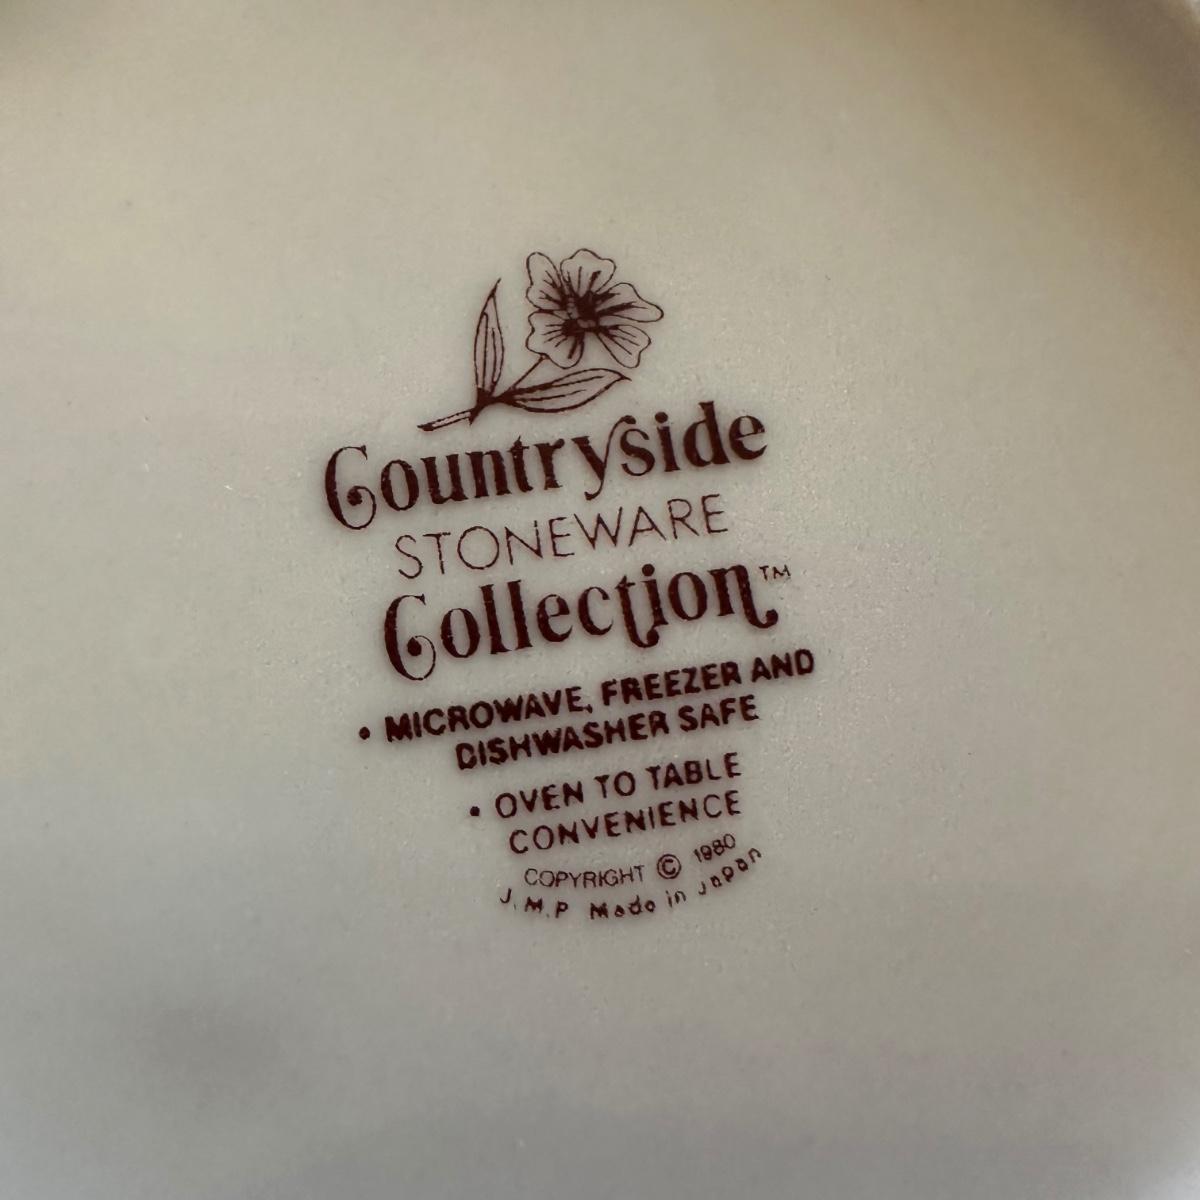 Countryside
STONEWARE
Collection™
• MICROWAVE, FREEZER AND
DISHWASHER SAFE
• OVEN TO TABLE
CONVENIENCE
COPYRIGHT © 1980
J.M.P Made in Japan